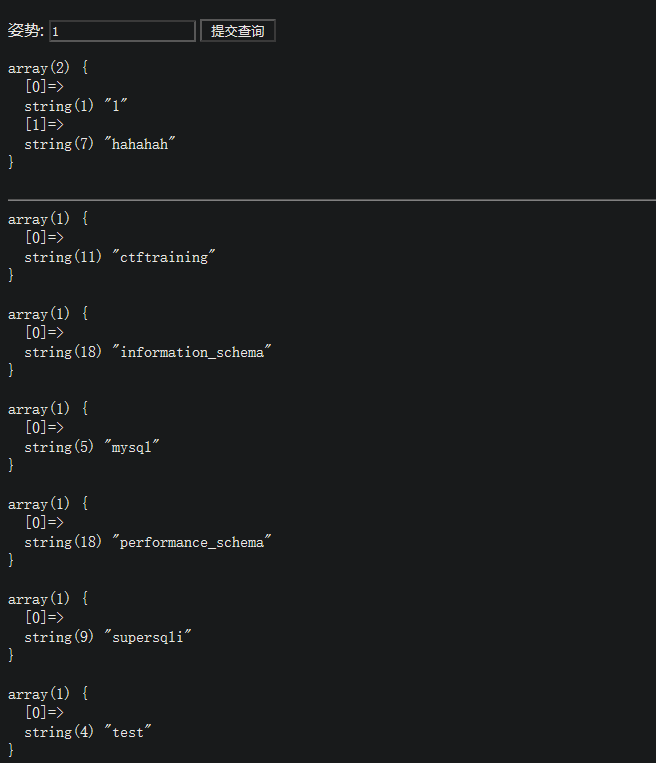 姿势: 1 提交查询
array(2) {
  [0]=>
  string(1) "1"
  [1]=>
  string(7) "hahahah"
}
array(1) {
  [0]=>
  string(11) "ctftraining"
}
array(1) {
  [0]=>
  string(18) "information_schema"
}
array(1) {
  [0]=>
  string(5) "mysql"
}
array(1) {
  [0]=>
  string(18) "performance_schema"
}
array(1) {
  [0]=>
  string(9) "supersqli"
}
array(1) {
  [0]=>
  string(4) "test"
}